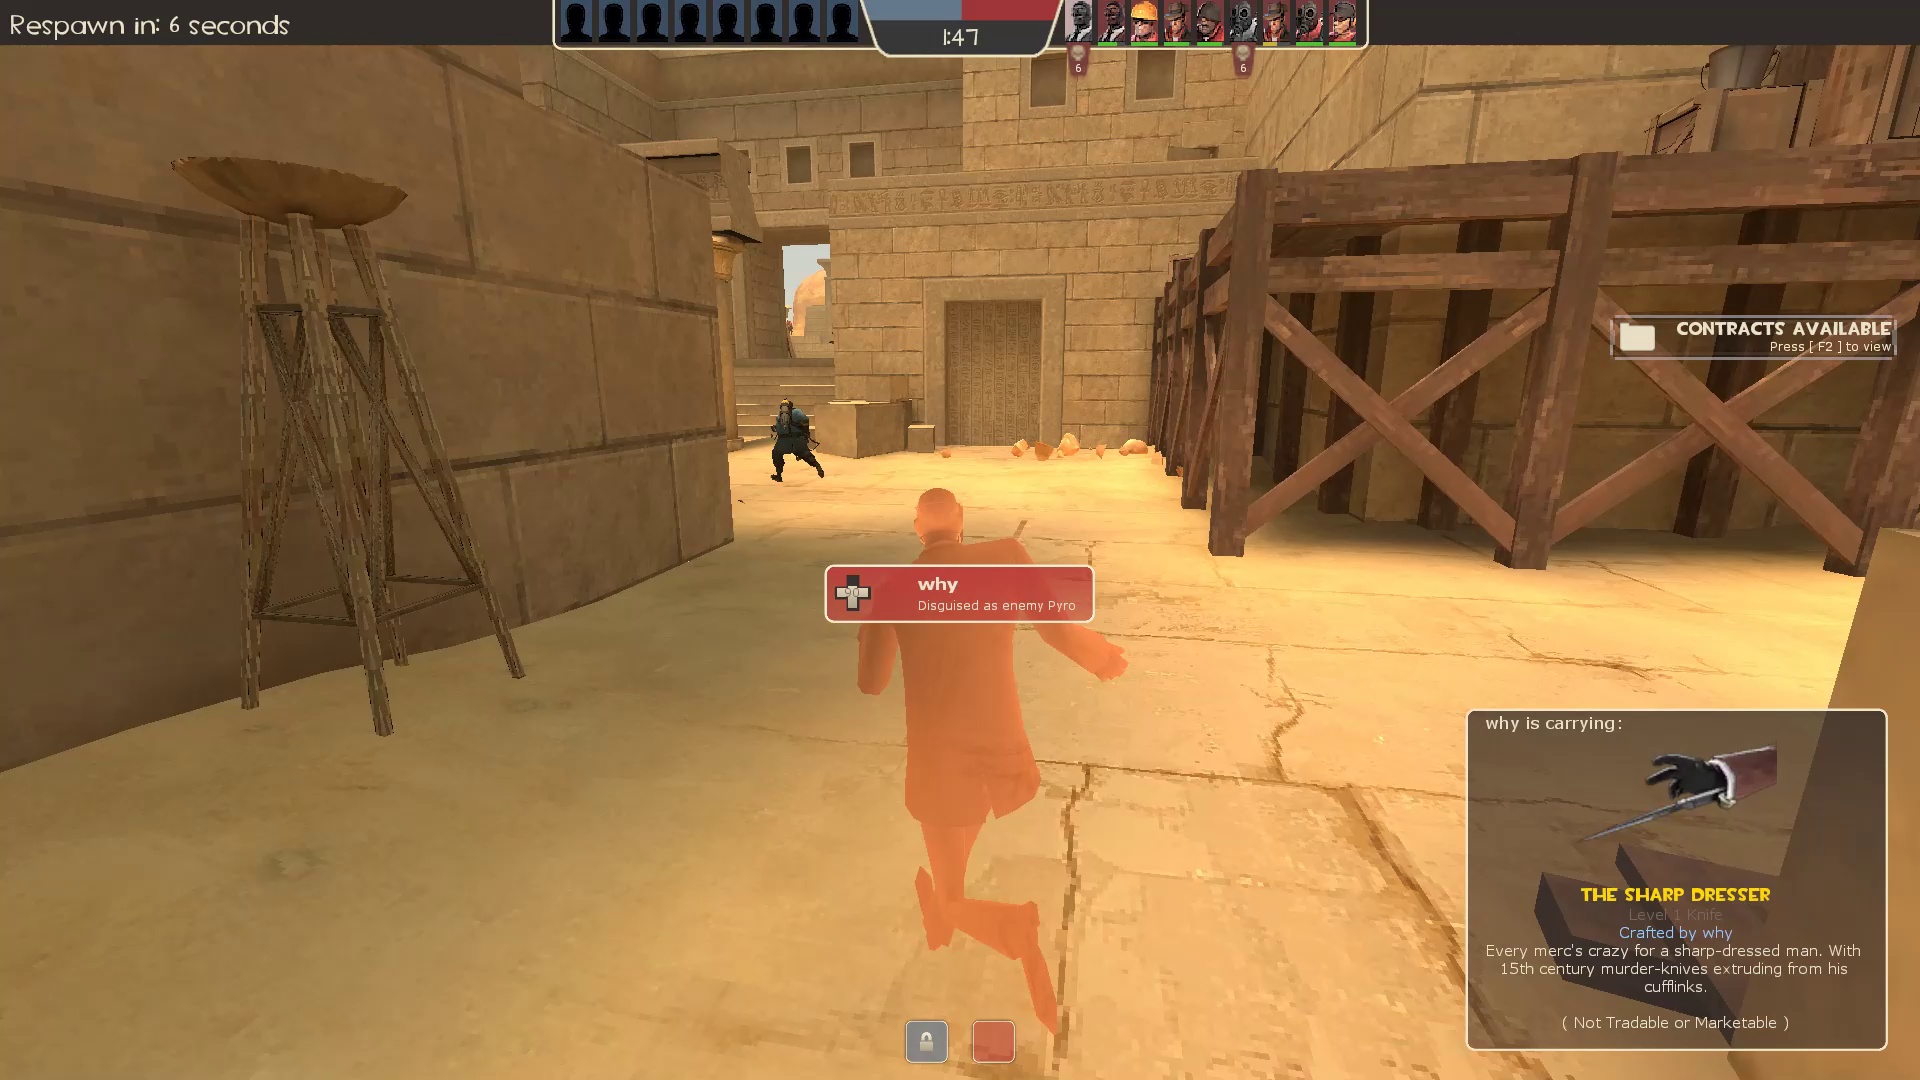 Respawn in: 6 seconds
1:47
6
6
CONTRACTS AVAILABLE
Press [ F2 ] to view
90
why
Disguised as enemy Pyro
why is carrying:
THE SHARP DRESSER
Level 1 Knife
Crafted by why
Every merc's crazy for a sharp-dressed man. With
15th century murder-knives extruding from his
cufflinks.
( Not Tradable or Marketable )